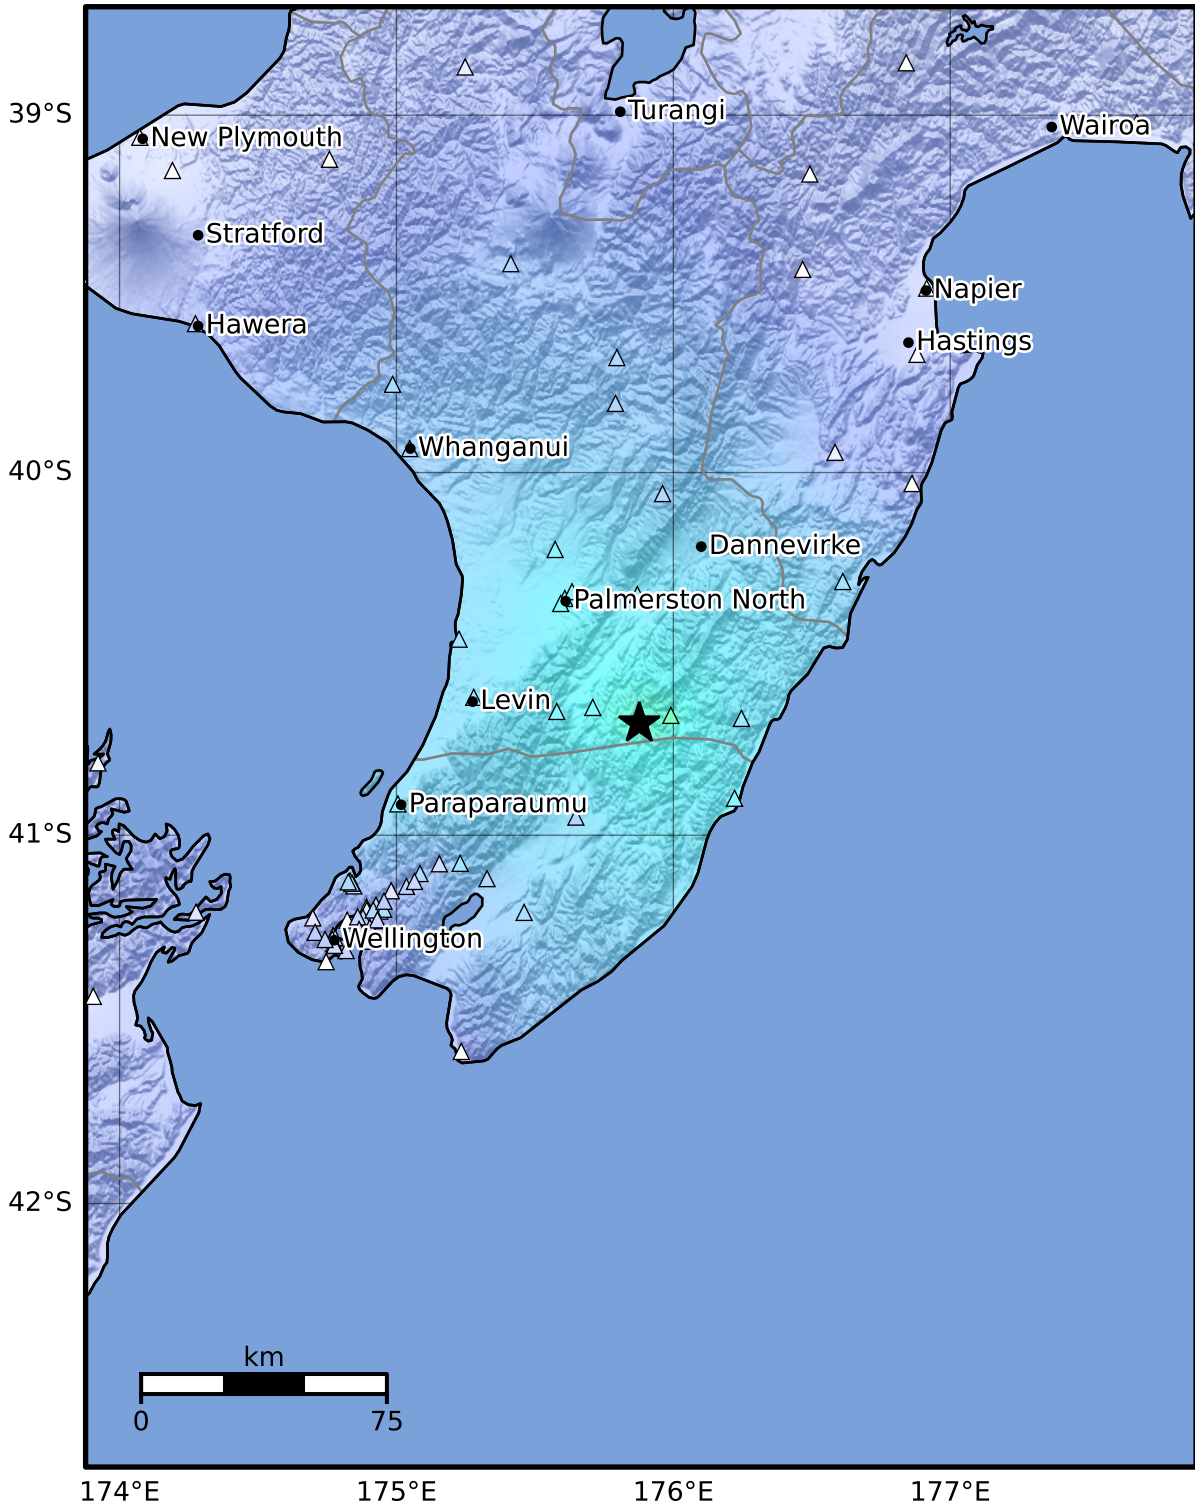 39°S
Turangi
Wairoa
New Plymouth
Stratford
Napier
Hawera
Hastings
Whanganui
40°S
Dannevirke
Palmerston North
Levin
Paraparaumu
41°S
Wellington
42°S
km
0
75
174°E
175°E
176°E
177°E